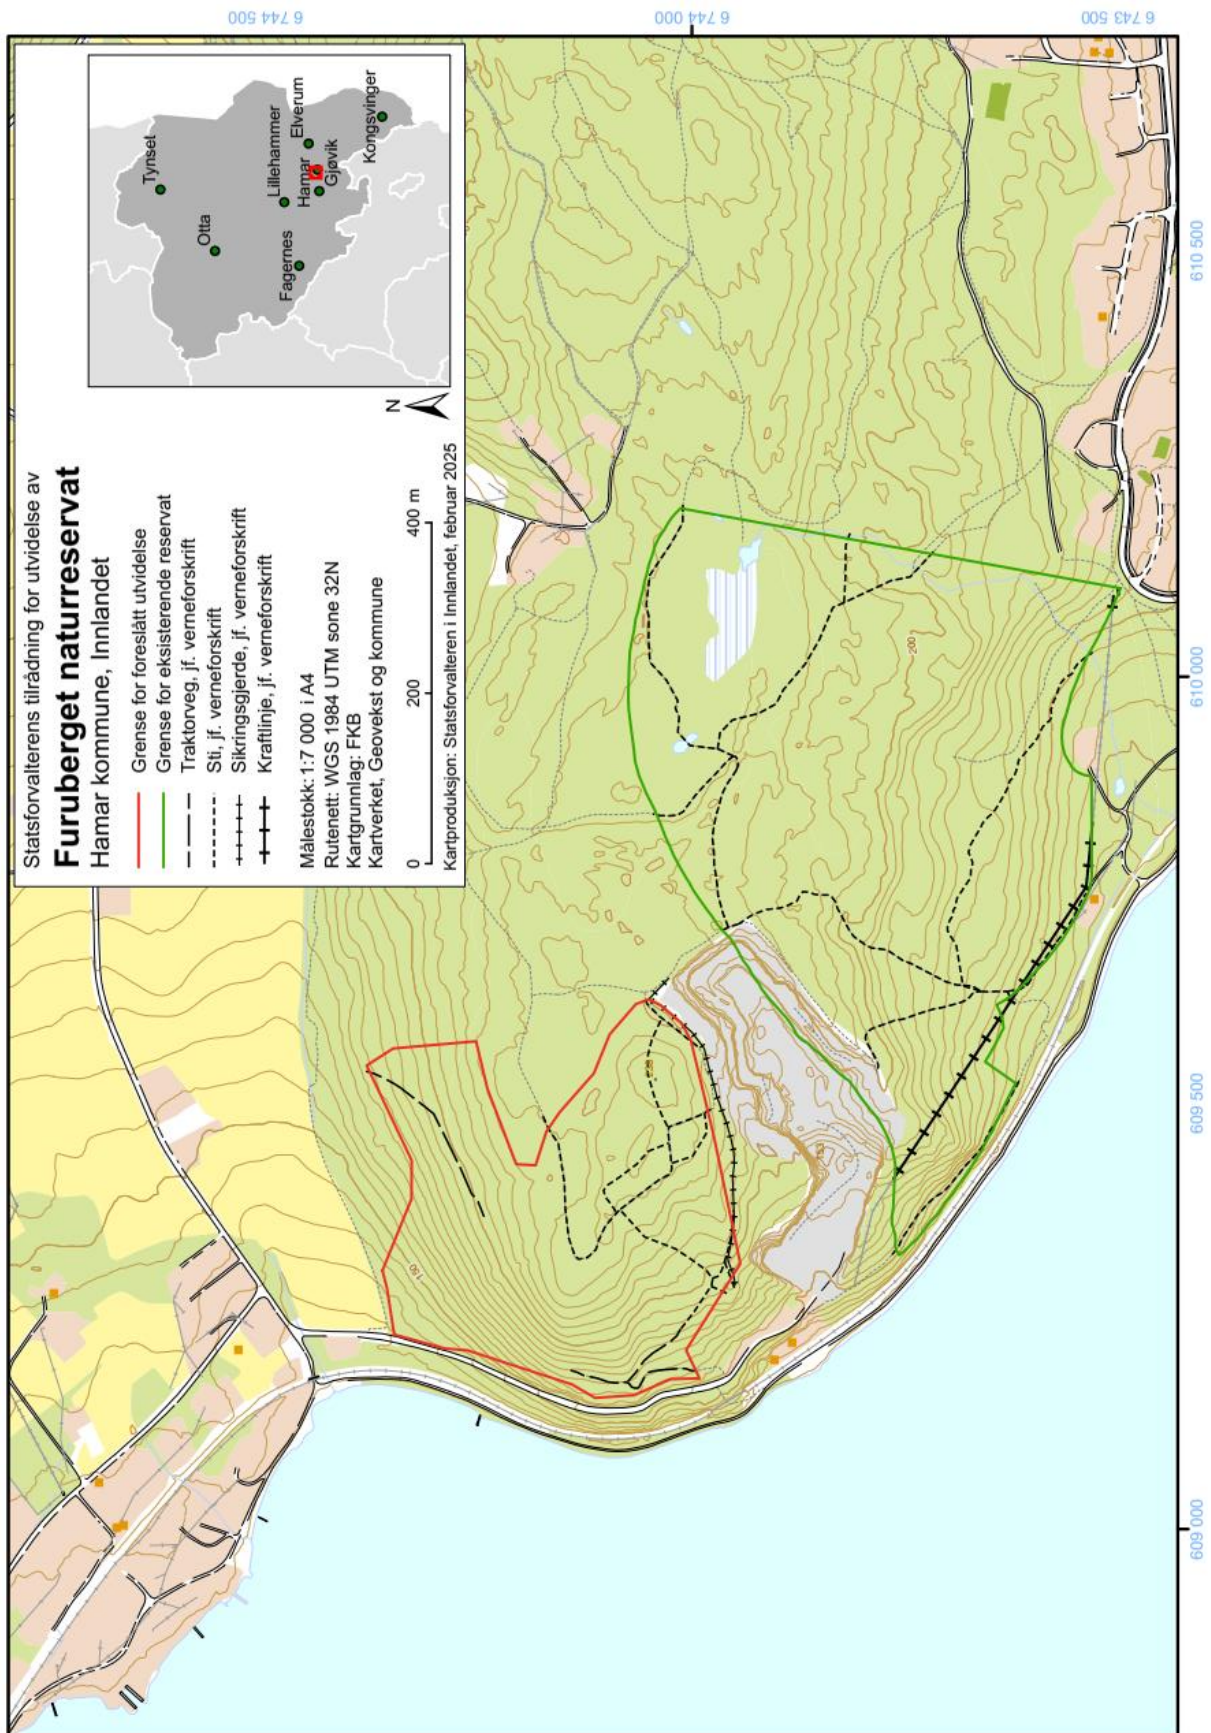 Statsforvalterens tilrådning for utvidelse av
Furuberget naturreservat
Hamar kommune, Innlandet
Grense for foreslått utvidelse
Grense for eksisterende reservat
Traktorveg, jf. verneforskrift
Sti, jf. verneforskrift
Sikringsgjerde, jf. verneforskrift
Kraftlinje, jf. verneforskrift
Målestokk: 1:7 000 i A4
Rutenett: WGS 1984 UTM sone 32N
Kartgrunnlag: FKB
Kartverket, Geovekst og kommune
0 200 400 m
Kartproduksjon: Statsforvalteren i Innlandet, februar 2025
N
Tynset
Otta
Lillehammer
Fagernes
Hamar
Elverum
Gjøvik
Kongsvinger
6 744 500
6 744 000
6 743 500
609 000
609 500
610 000
610 500
150
200